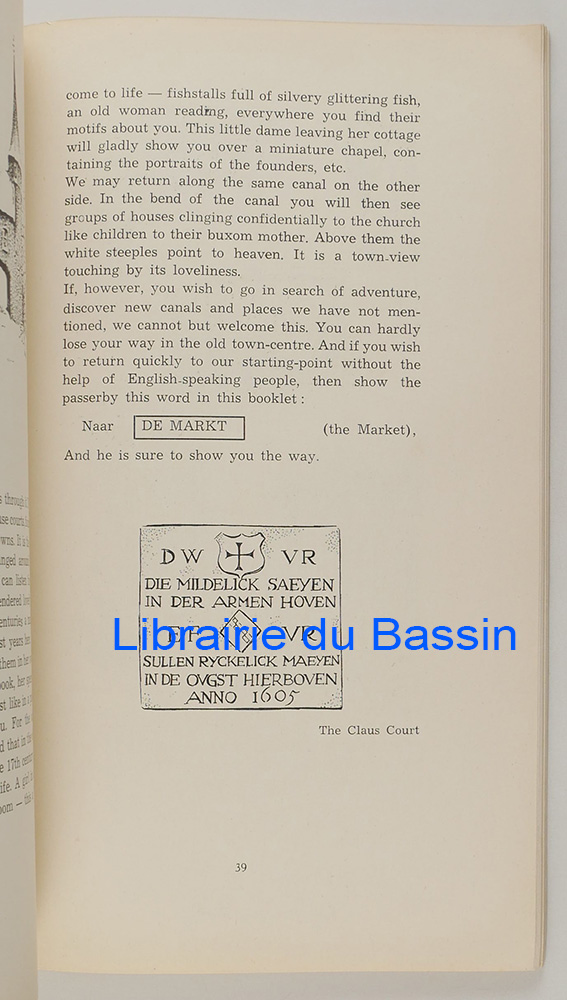 come to life — fishstalls full of silvery glittering fish,
an old woman reading, everywhere you find their
motifs about you. This little dame leaving her cottage
will gladly show you over a miniature chapel, con-
taining the portraits of the founders, etc.
We may return along the same canal on the other
side. In the bend of the canal you will then see
groups of houses clinging confidentially to the church
like children to their buxom mother. Above them the
white steeples point to heaven. It is a town-view
touching by its loveliness.
If, however, you wish to go in search of adventure,
discover new canals and places we have not men-
tioned, we cannot but welcome this. You can hardly
lose your way in the old town-centre. And if you wish
to return quickly to our starting-point without the
help of English-speaking people, then show the
passerby this word in this booklet :
Naar DE MARKT (the Market),
And he is sure to show you the way.
DW VR
DIE MILDELICK SAEYEN
IN DER ARMEN HOVEN
VR
Librairie du Bassin
SULLEN RYCKELICK MAEYEN
IN DE OVGST HIERBOVEN
ANNO 1605
The Claus Court
39